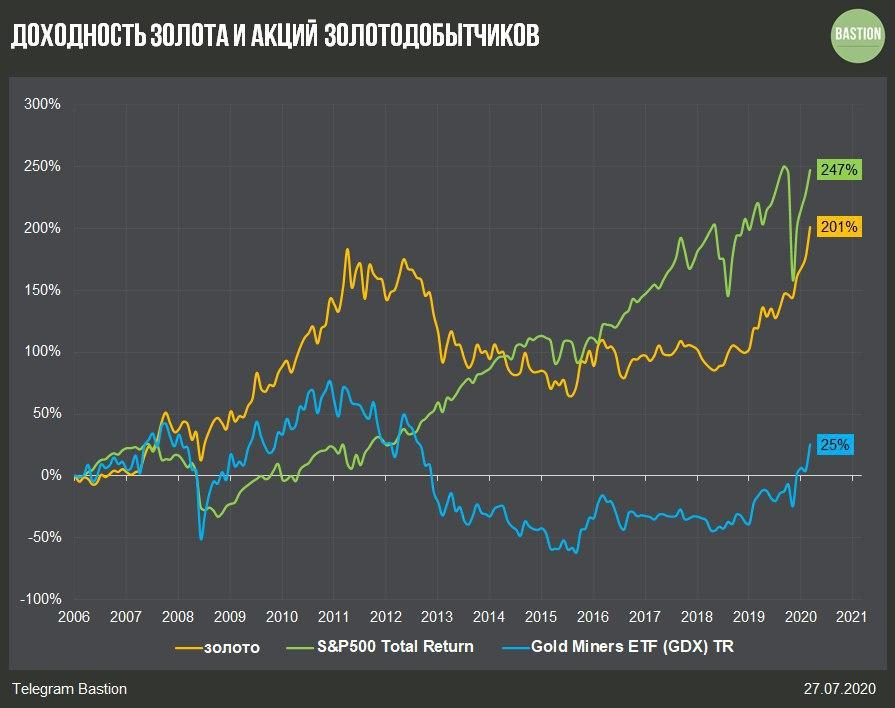 ДОХОДНОСТЬ ЗОЛОТА И АКЦИЙ ЗОЛОТОДОБЫТЧИКОВ
BASTION
300%
250%
247%
200%
201%
150%
100%
50%
25%
0%
-50%
-100%
2006 2007 2008 2009 2010 2011 2012 2013 2014 2015 2016 2017 2018 2019 2020 2021
золото S&P500 Total Return Gold Miners ETF (GDX) TR
Telegram Bastion 27.07.2020